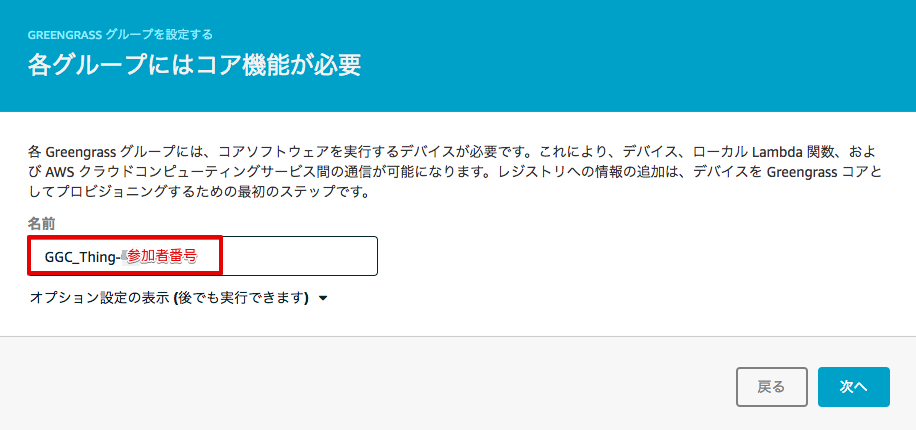 GREENGRASS グループを設定する
各グループにはコア機能が必要
各 Greengrass グループには、コアソフトウェアを実行するデバイスが必要です。これにより、デバイス、ローカル Lambda 関数、およ
び AWS クラウドコンピューティングサービス間の通信が可能になります。レジストリへの情報の追加は、デバイスを Greengrass コアと
してプロビジョニングするための最初のステップです。
名前
GGC_Thing-参加者番号
オプション設定の表示 (後でも実行できます)
戻る
次へ